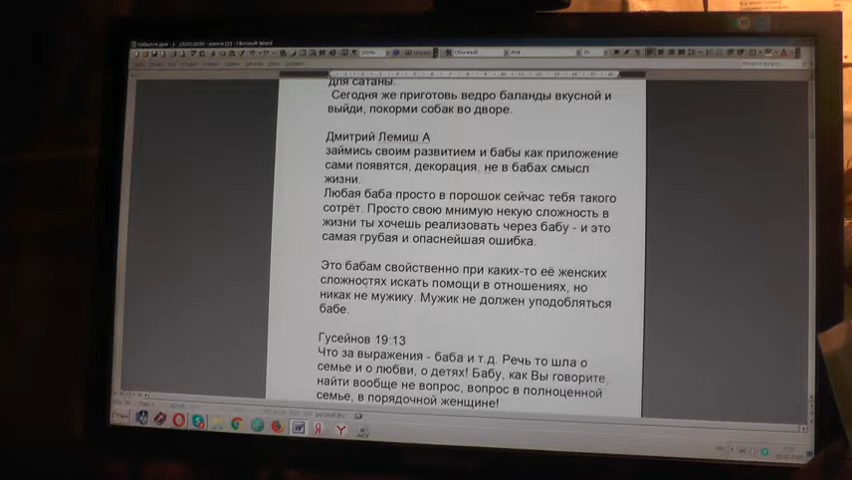 для сатаны.
Сегодня же приготовь ведро баланды вкусной и
выйди, покорми собак во дворе.
Дмитрий Лемиш А
займись своим развитием и бабы как приложение
сами появятся, декорация, не в бабах смысл
жизни.
Любая баба просто в порошок сейчас тебя такого
сотрёт. Просто свою мнимую некую сложность в
жизни ты хочешь реализовать через бабу - и это
самая грубая и опаснейшая ошибка.
Это бабам свойственно при каких-то её женских
сложностях искать помощи в отношениях, но
никак не мужику. Мужик не должен уподобляться
бабе.
Гусейнов 19:13
Что за выражения - баба и т.д. Речь то шла о
семье и о любви, о детях! Бабу, как Вы говорите,
найти вообще не вопрос, вопрос в полноценной
семье, в порядочной женщине!